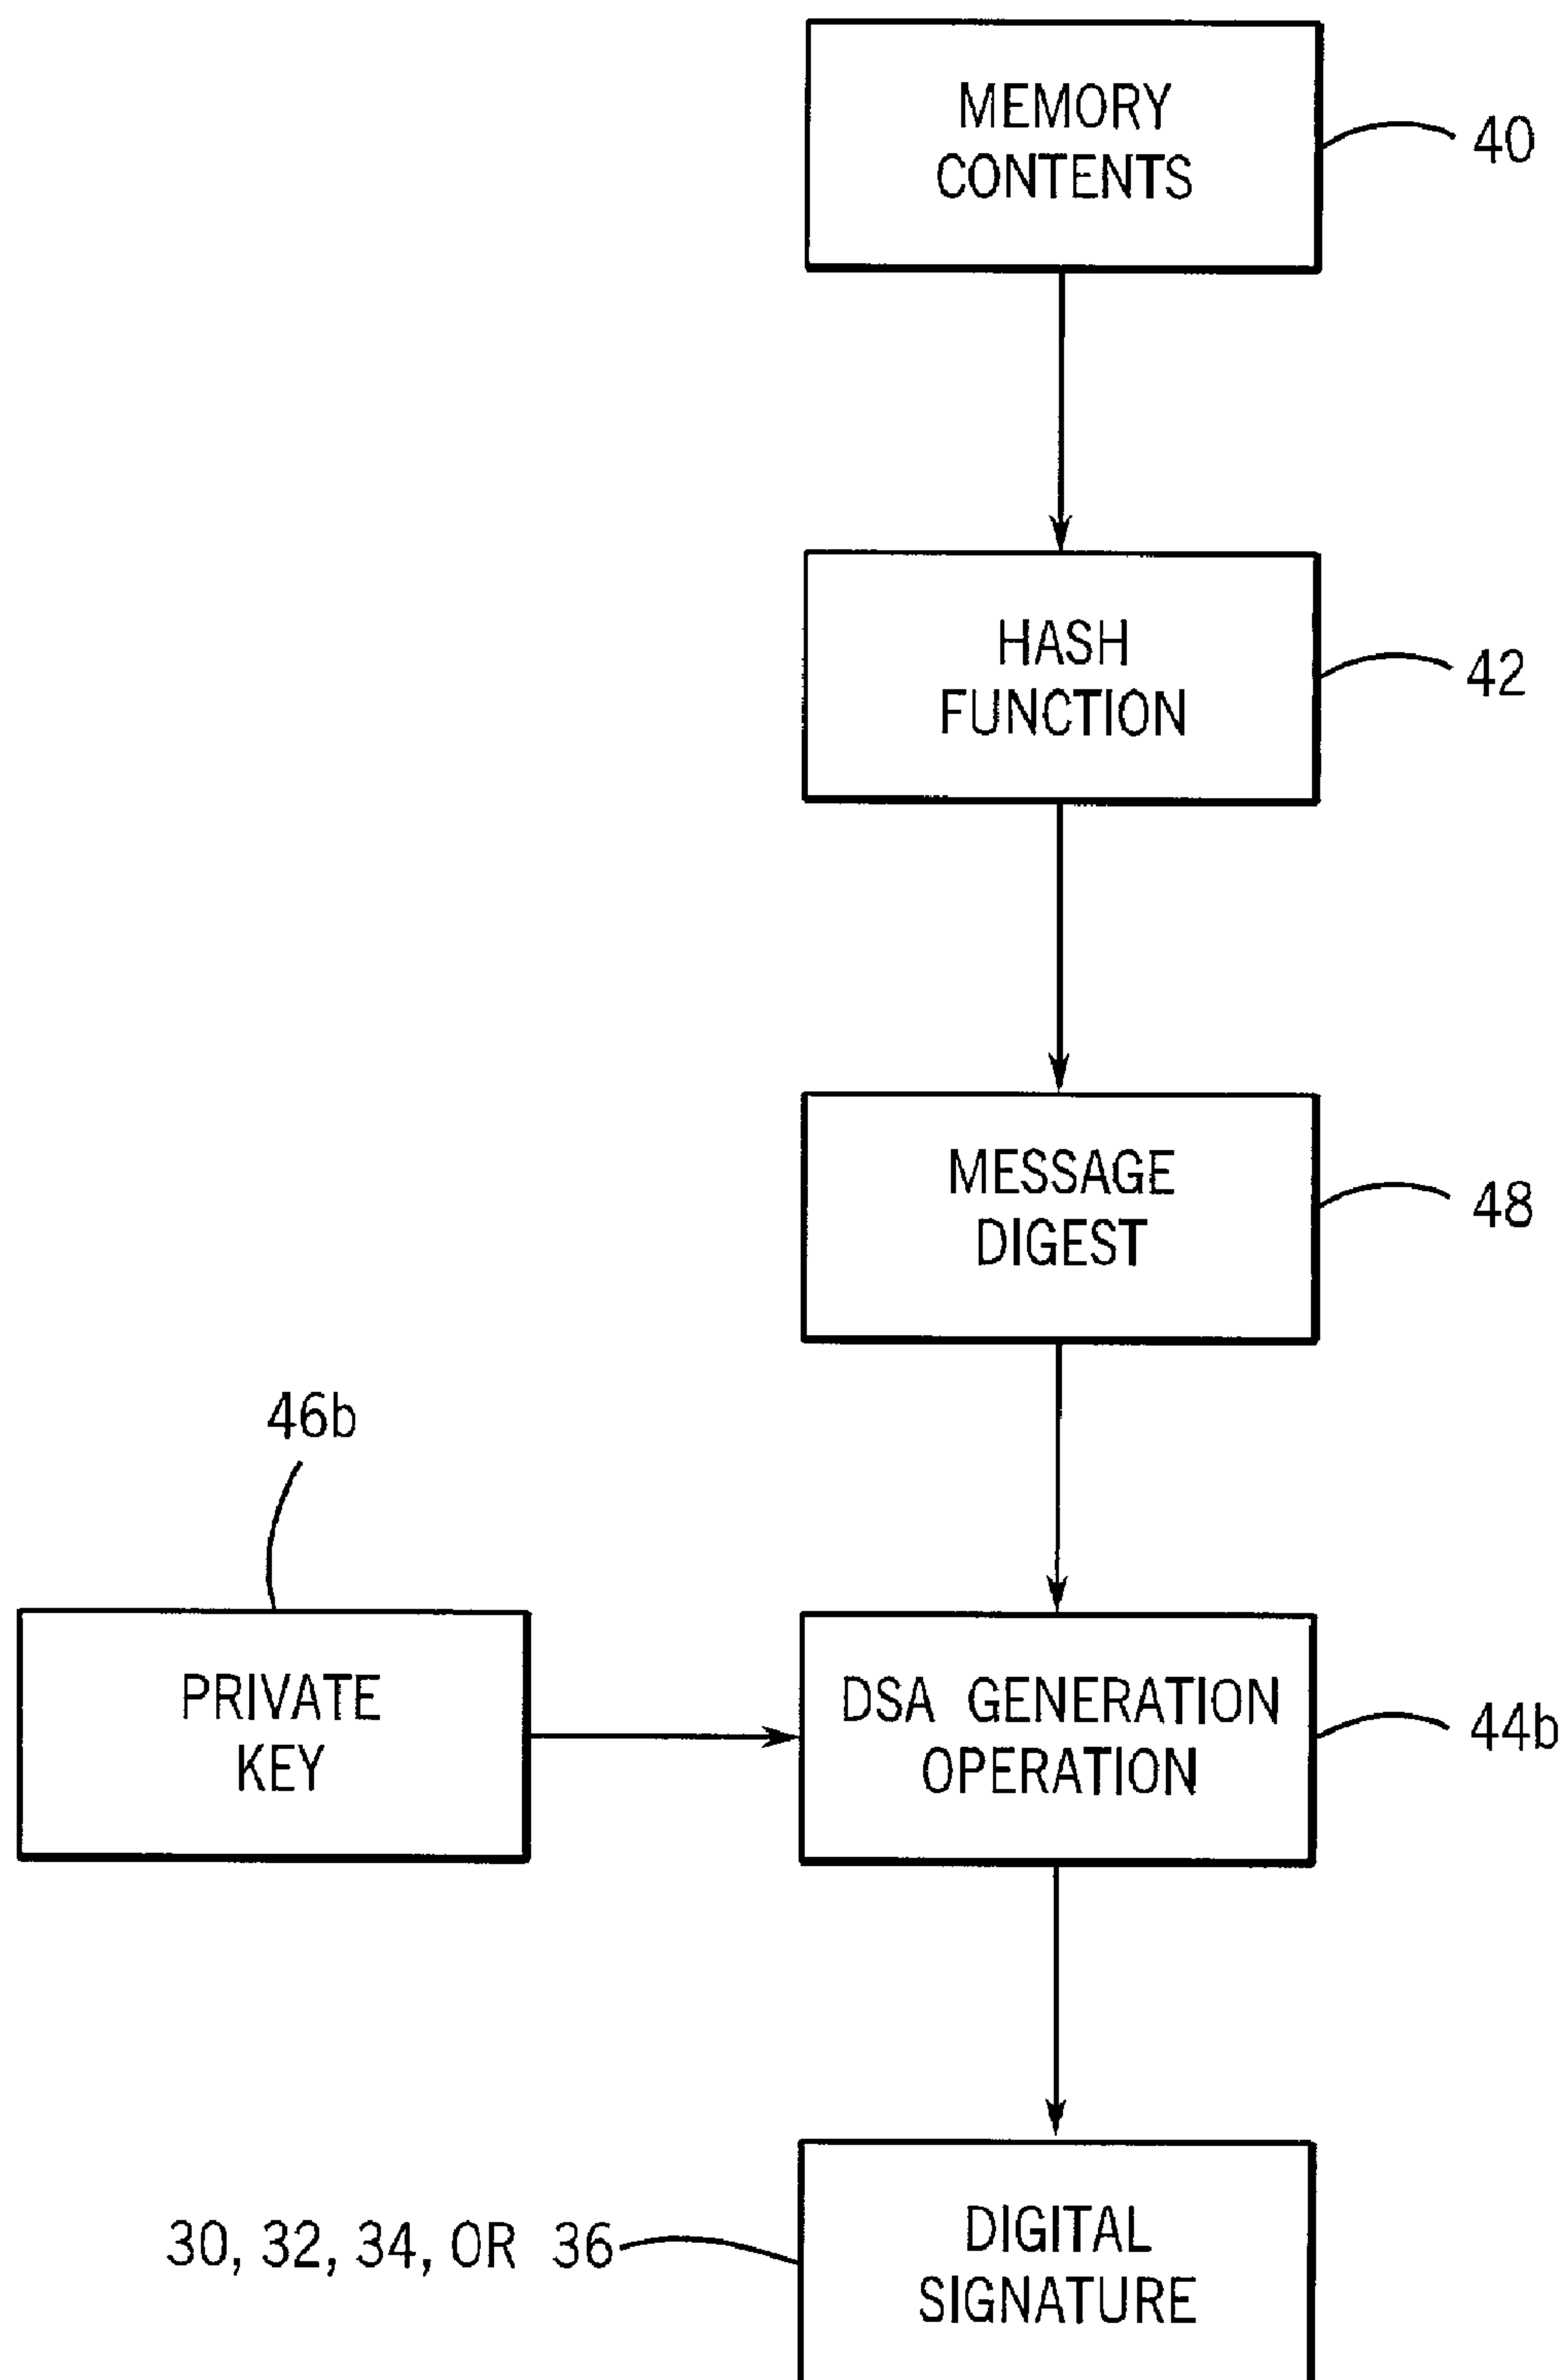 MEMORY
CONTENTS
40
HASH
FUNCTION
42
MESSAGE
DIGEST
48
46b
PRIVATE
KEY
DSA GENERATION
OPERATION
44b
30, 32, 34, OR 36
DIGITAL
SIGNATURE